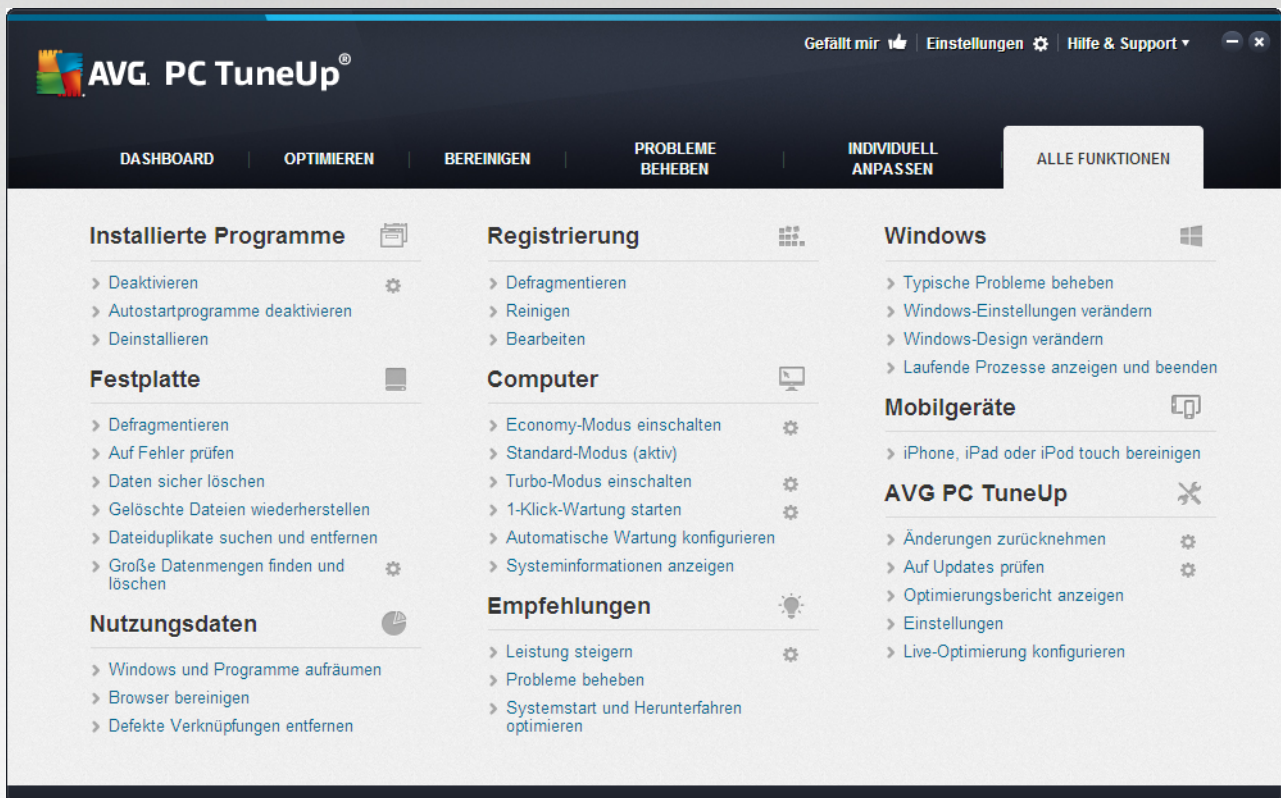 Gefällt mir
Einstellungen
Hilfe & Support
AVG. PC TuneUp®
DASHBOARD
OPTIMIEREN
BEREINIGEN
PROBLEME
BEHEBEN
INDIVIDUELL
ANPASSEN
ALLE FUNKTIONEN
Installierte Programme
Deaktivieren
Autostartprogramme deaktivieren
Deinstallieren
Festplatte
Defragmentieren
Auf Fehler prüfen
Daten sicher löschen
Gelöschte Dateien wiederherstellen
Dateiduplikate suchen und entfernen
Große Datenmengen finden und
löschen
Nutzungsdaten
Windows und Programme aufräumen
Browser bereinigen
Defekte Verknüpfungen entfernen
Registrierung
Defragmentieren
Reinigen
Bearbeiten
Computer
Economy-Modus einschalten
Standard-Modus (aktiv)
Turbo-Modus einschalten
1-Klick-Wartung starten
Automatische Wartung konfigurieren
Systeminformationen anzeigen
Empfehlungen
Leistung steigern
Probleme beheben
Systemstart und Herunterfahren
optimieren
Windows
Typische Probleme beheben
Windows-Einstellungen verändern
Windows-Design verändern
Laufende Prozesse anzeigen und beenden
Mobilgeräte
iPhone, iPad oder iPod touch bereinigen
AVG PC TuneUp
Änderungen zurücknehmen
Auf Updates prüfen
Optimierungsbericht anzeigen
Einstellungen
Live-Optimierung konfigurieren